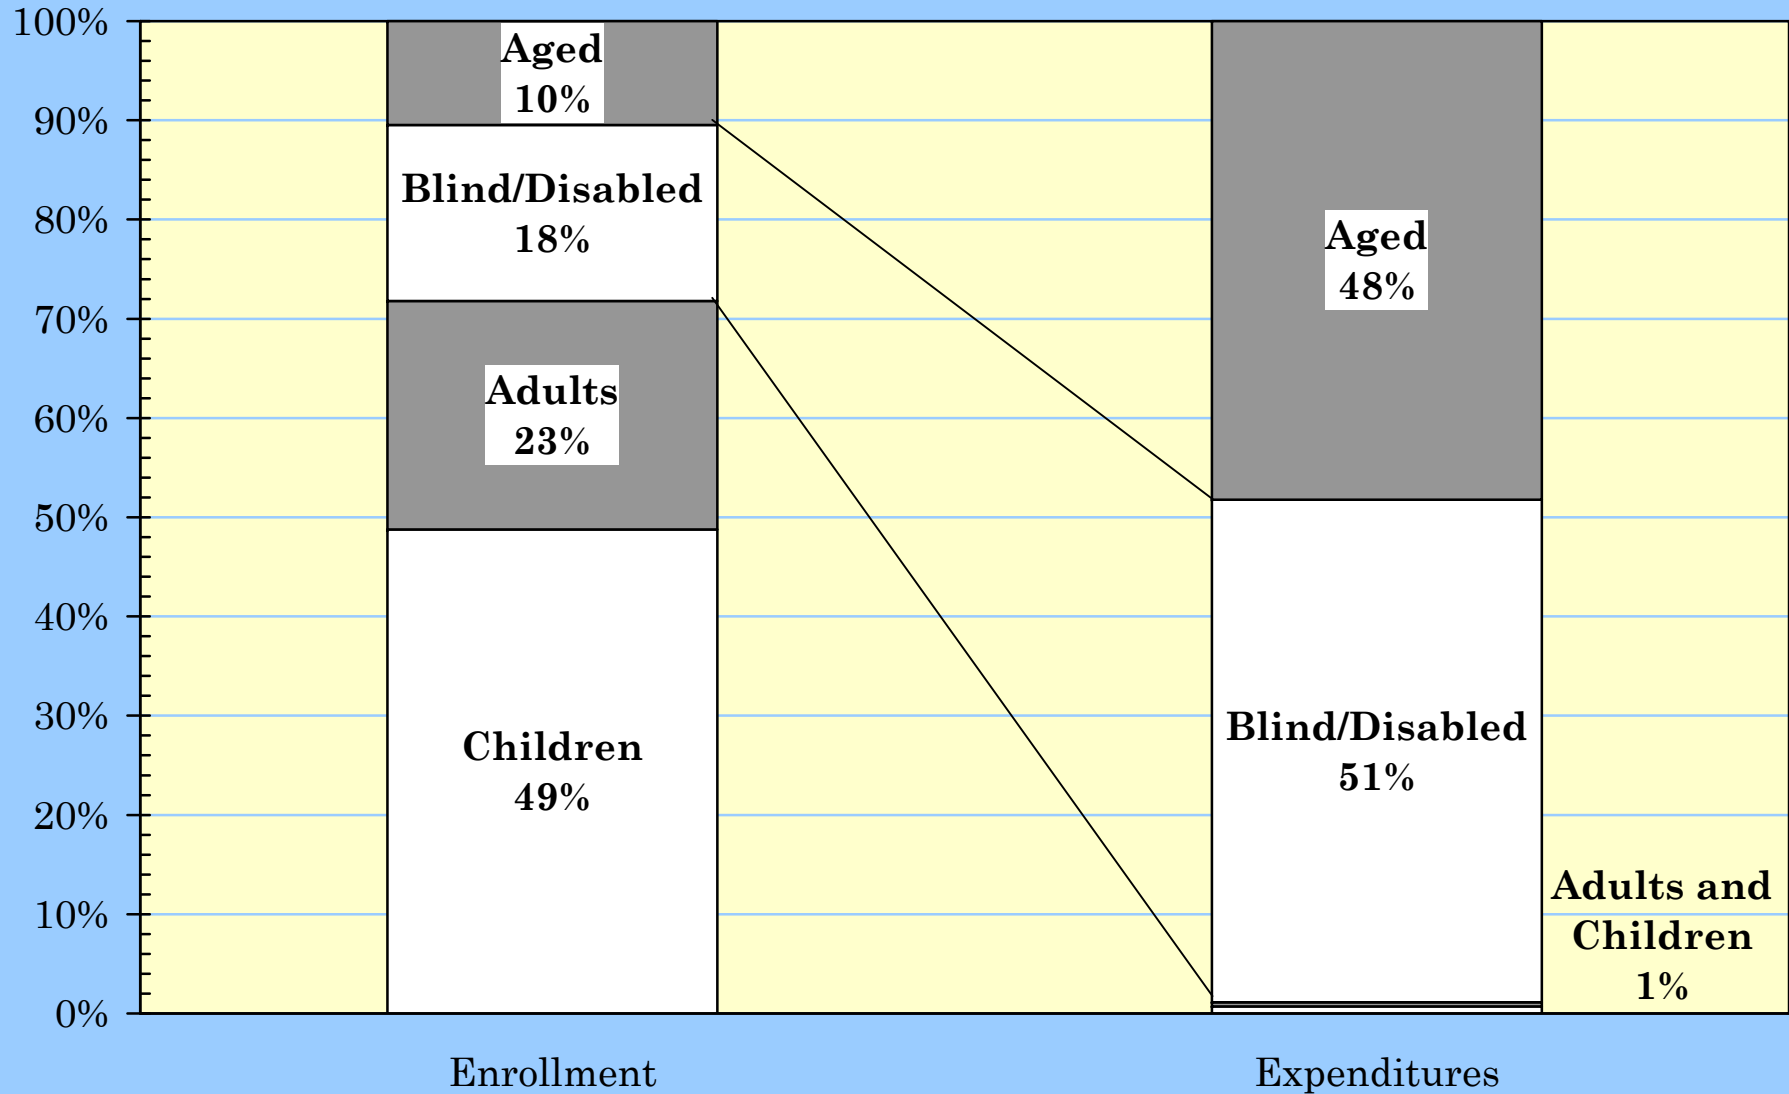 100%
90%
80%
70%
60%
50%
40%
30%
20%
10%
0%
Aged
10%
Blind/Disabled
18%
Adults
23%
Children
49%
Aged
48%
Blind/Disabled
51%
Adults and
Children
1%
Enrollment
Expenditures